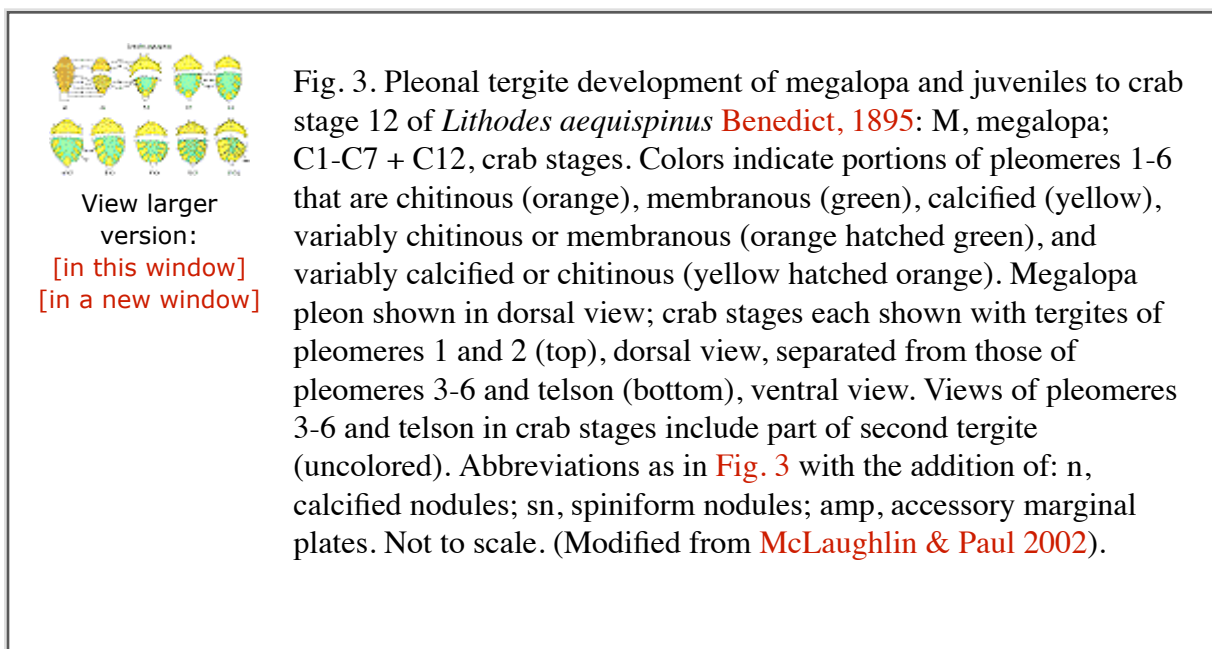 View larger
version:
[in this window]
[in a new window]
Fig. 3. Pleonal tergite development of megalopa and juveniles to crab
stage 12 of Lithodes aequispinus Benedict, 1895: M, megalopa;
C1-C7 + C12, crab stages. Colors indicate portions of pleomeres 1-6
that are chitinous (orange), membranous (green), calcified (yellow),
variably chitinous or membranous (orange hatched green), and
variably calcified or chitinous (yellow hatched orange). Megalopa
pleon shown in dorsal view; crab stages each shown with tergites of
pleomeres 1 and 2 (top), dorsal view, separated from those of
pleomeres 3-6 and telson (bottom), ventral view. Views of pleomeres
3-6 and telson in crab stages include part of second tergite
(uncolored). Abbreviations as in Fig. 3 with the addition of: n,
calcified nodules; sn, spiniform nodules; amp, accessory marginal
plates. Not to scale. (Modified from McLaughlin & Paul 2002).